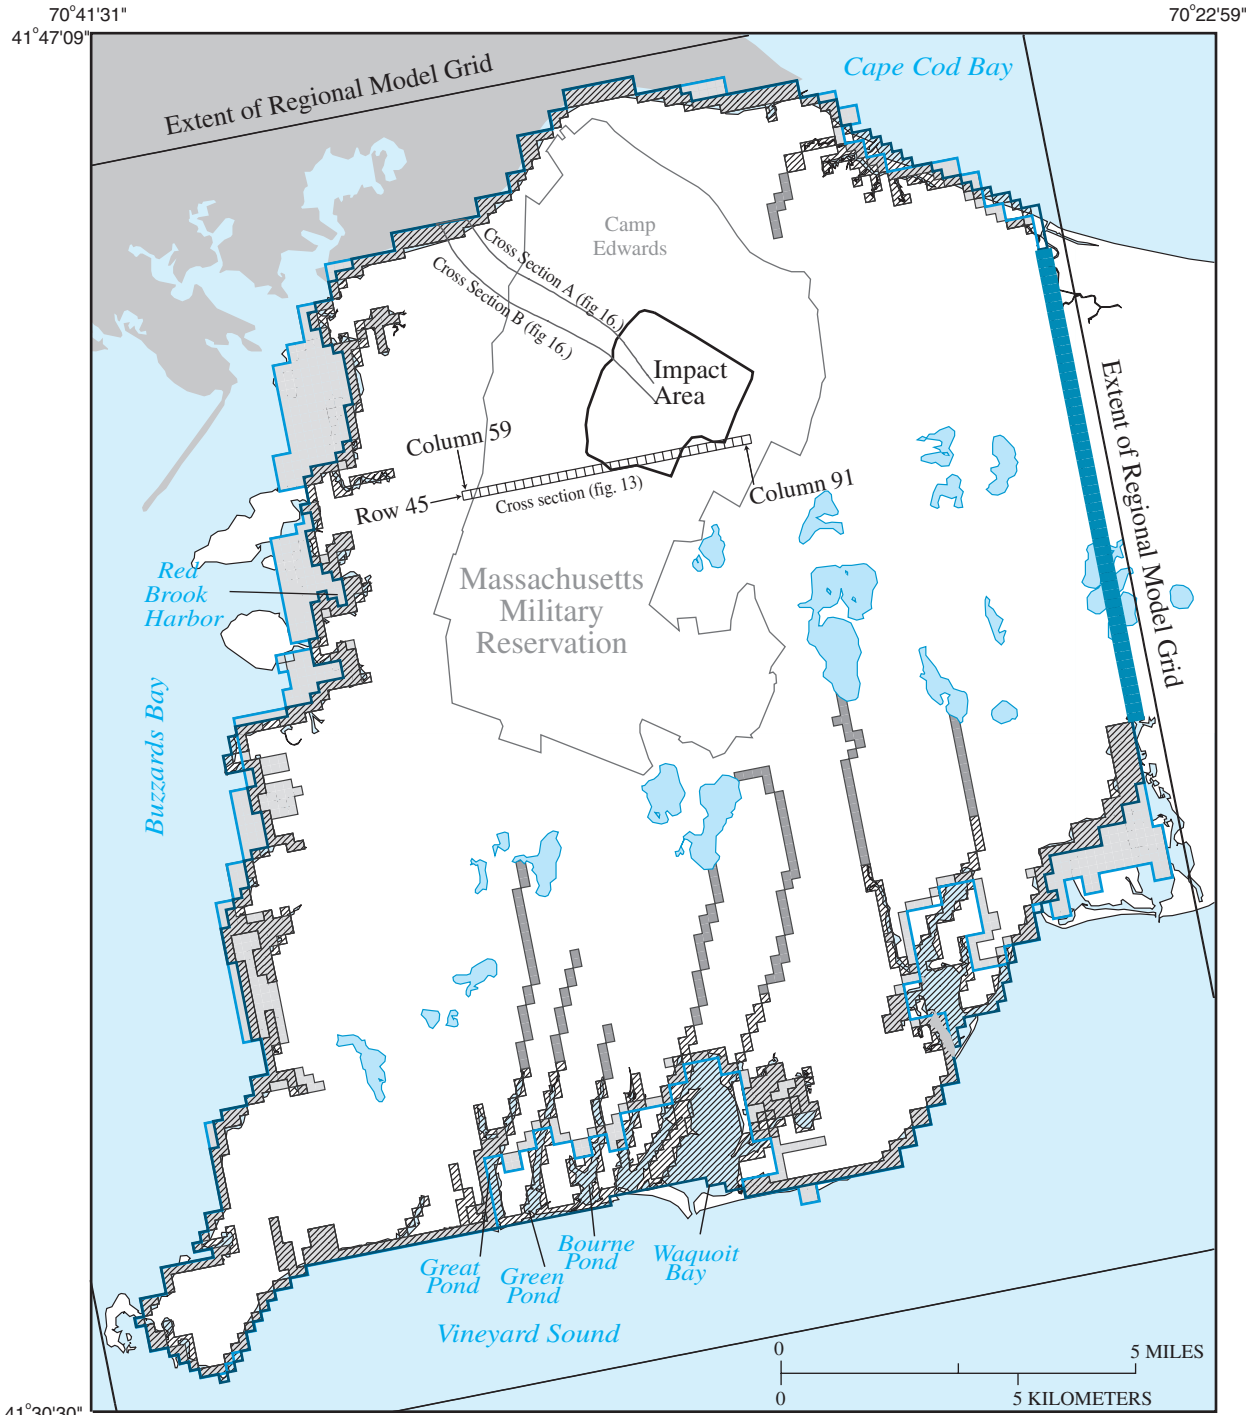 70°41'31"
70°22'59"
41°47'09"
Cape Cod Bay
Extent of Regional Model Grid
Camp
Edwards
Cross Section A (fig 16.)
Cross Section B (fig 16.)
Impact
Area
Extent of Regional Model Grid
Column 59
Column 91
Row 45
Cross section (fig. 13)
Red
Brook
Harbor
Massachusetts
Military
Reservation
Buzzards Bay
Great
Pond
Green
Pond
Bourne
Pond
Waquoit
Bay
Vineyard Sound
0
5 MILES
0
5 KILOMETERS
41°30'30"